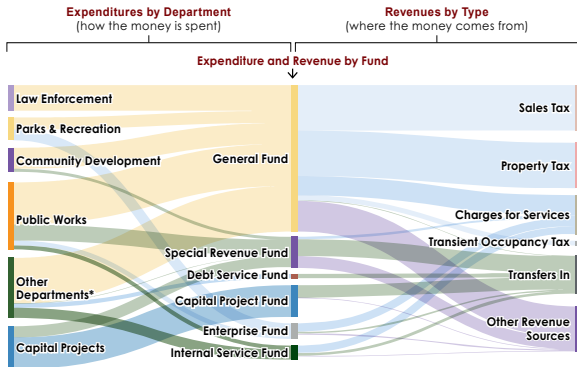 Expenditures by Department
(how the money is spent)
Revenues by Type
(where the money comes from)
Expenditure and Revenue by Fund
Law Enforcement
Parks & Recreation
Community Development
Public Works
Other
Departments*
Capital Projects
General Fund
Special Revenue Fund
Debt Service Fund
Capital Project Fund
Enterprise Fund
Internal Service Fund
Sales Tax
Property Tax
Charges for Services
Transient Occupancy Tax
Transfers In
Other Revenue
Sources